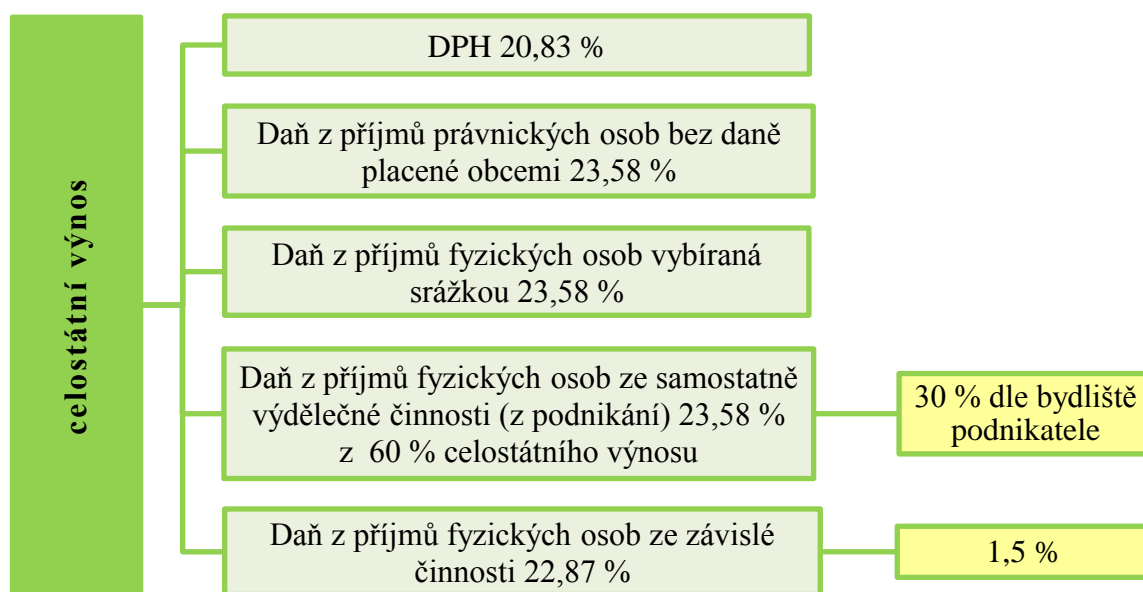 celostátní výnos
DPH 20,83 %
Daň z příjmů právnických osob bez daně
placené obcemi 23,58 %
Daň z příjmů fyzických osob vybíraná
srážkou 23,58 %
Daň z příjmů fyzických osob ze samostatně
výdělečné činnosti (z podnikání) 23,58 %
z 60 % celostátního výnosu
30 % dle bydliště
podnikatele
Daň z příjmů fyzických osob ze závislé
činnosti 22,87 %
1,5 %